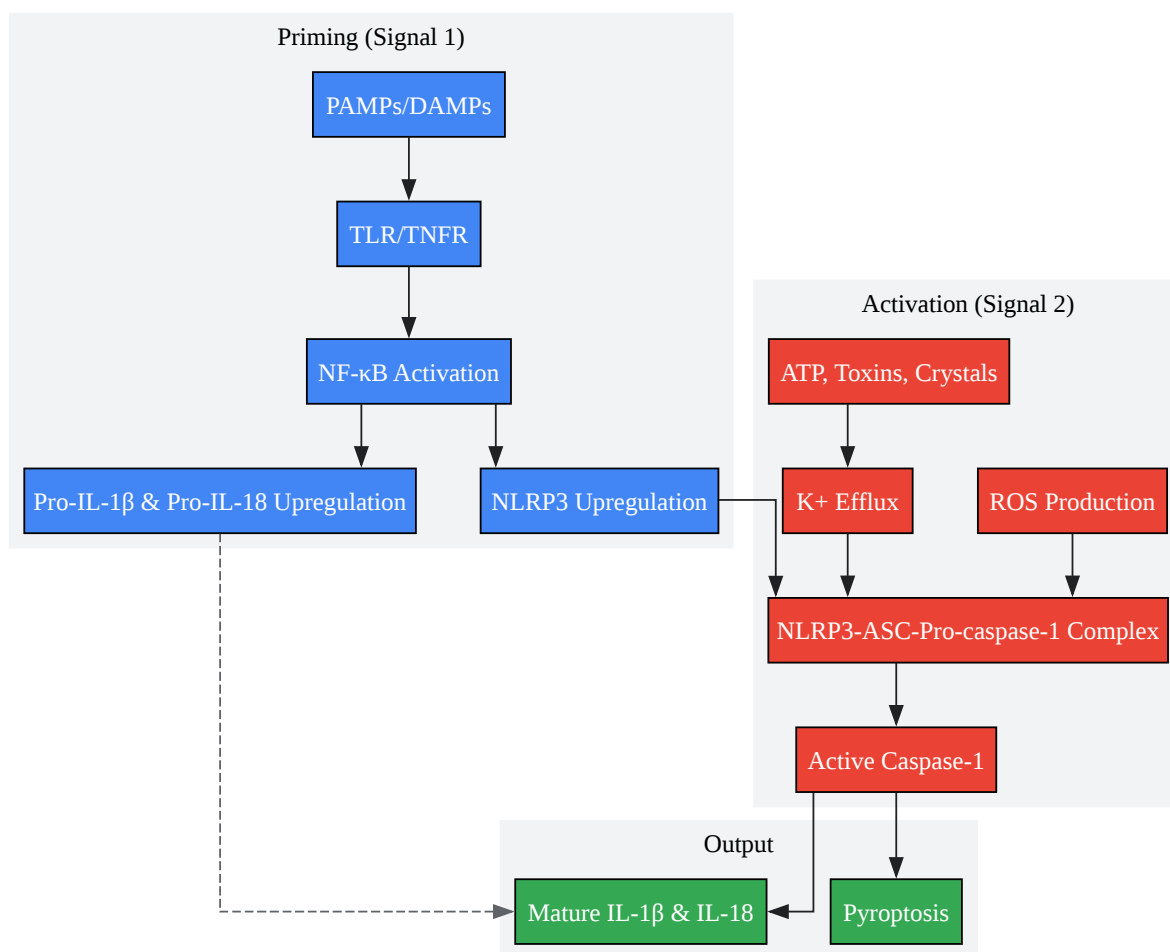 Priming (Signal 1)
PAMPs/DAMPs
TLR/TNFR
NF-κB Activation
Pro-IL-1β & Pro-IL-18 Upregulation
NLRP3 Upregulation
Activation (Signal 2)
ATP, Toxins, Crystals
K+ Efflux
ROS Production
NLRP3-ASC-Pro-caspase-1 Complex
Active Caspase-1
Output
Mature IL-1β & IL-18
Pyroptosis